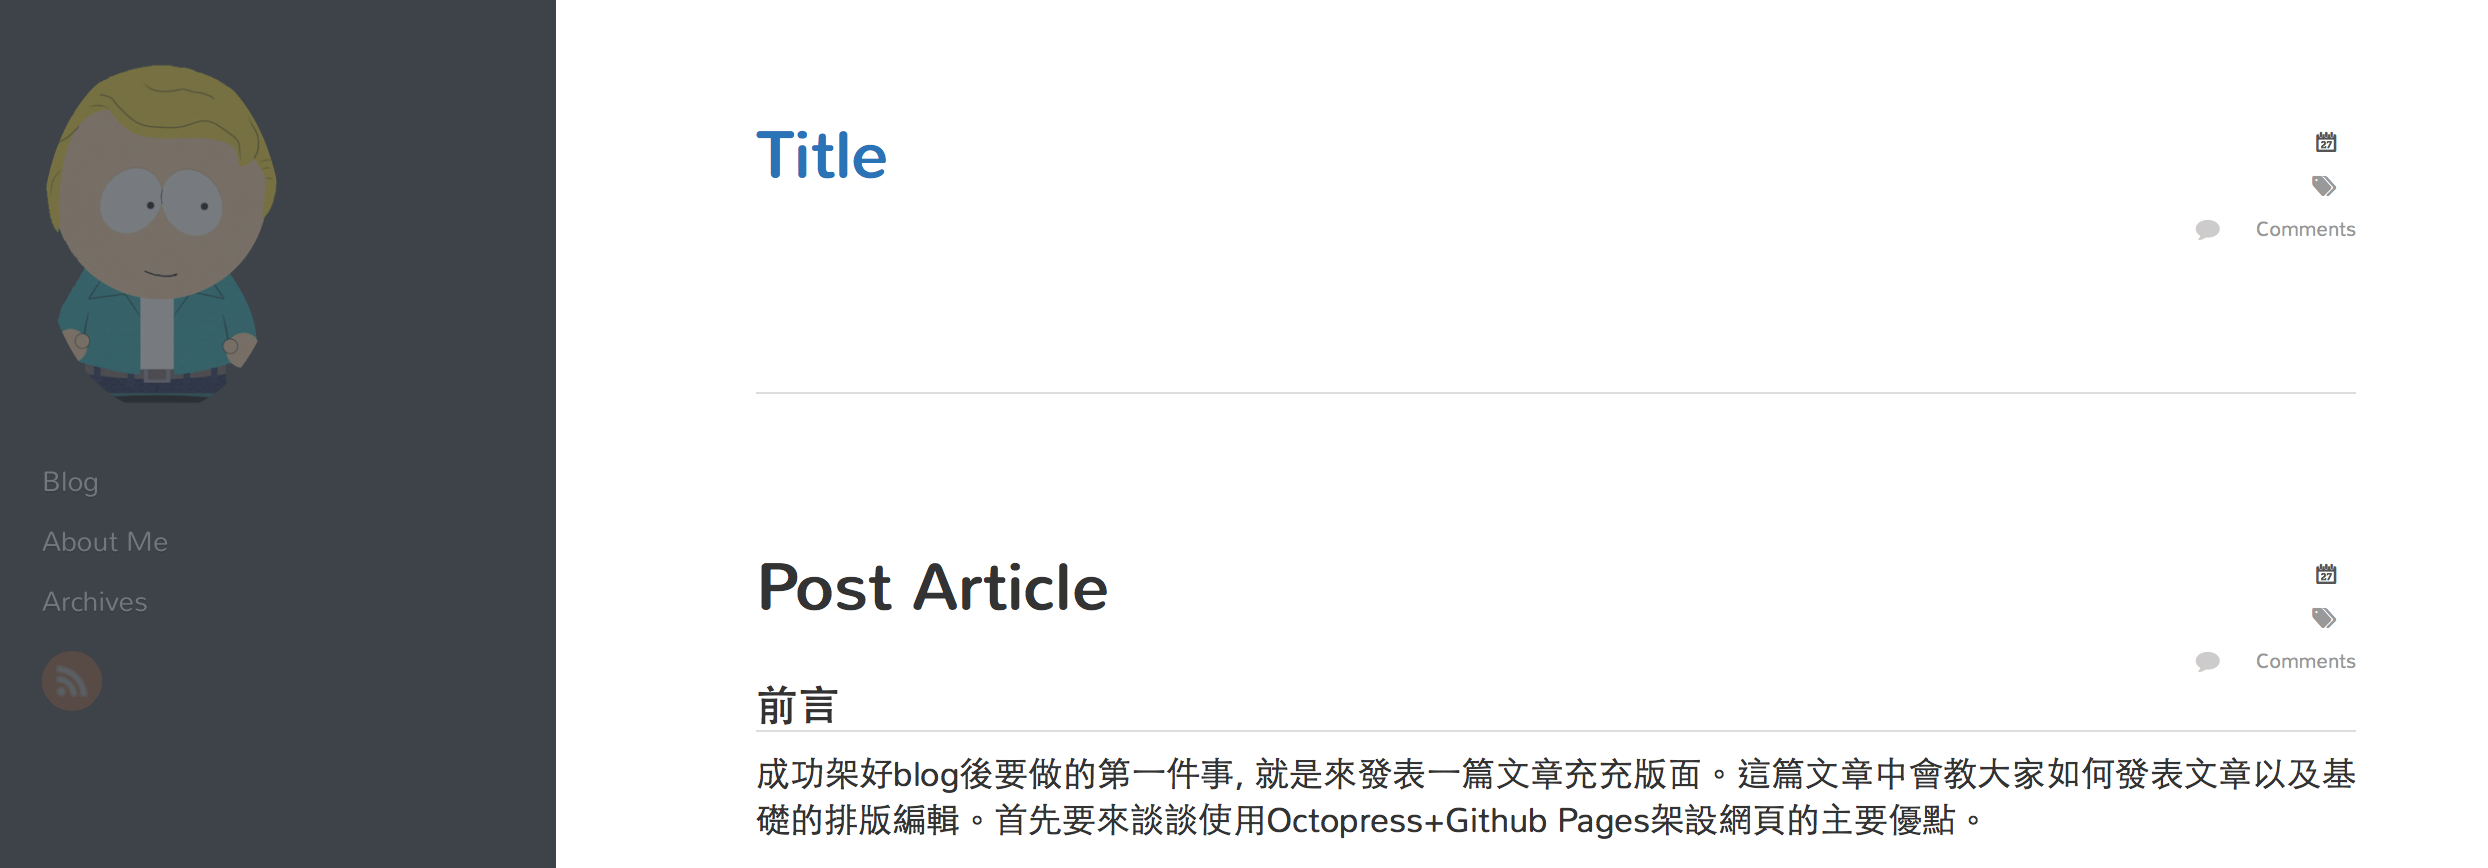 Blog
About Me
Archives
Title
27
Comments
Post Article
27
Comments
前言
成功架好blog後要做的第一件事, 就是來發表一篇文章充充版面。這篇文章中會教大家如何發表文章以及基
礎的排版編輯。首先要來談談使用Octopress+Github Pages架設網頁的主要優點。